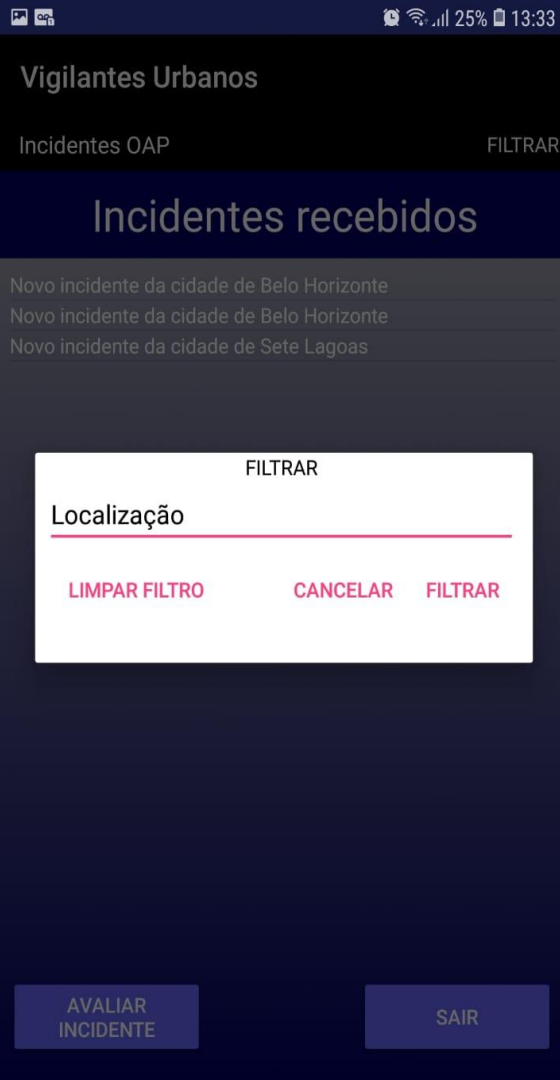 25% 13:33
Vigilantes Urbanos
Incidentes OAP FILTRAR
Incidentes recebidos
Novo incidente da cidade de Belo Horizonte
Novo incidente da cidade de Belo Horizonte
Novo incidente da cidade de Sete Lagoas
FILTRAR
Localização
LIMPAR FILTRO CANCELAR FILTRAR
AVALIAR
INCIDENTE
SAIR